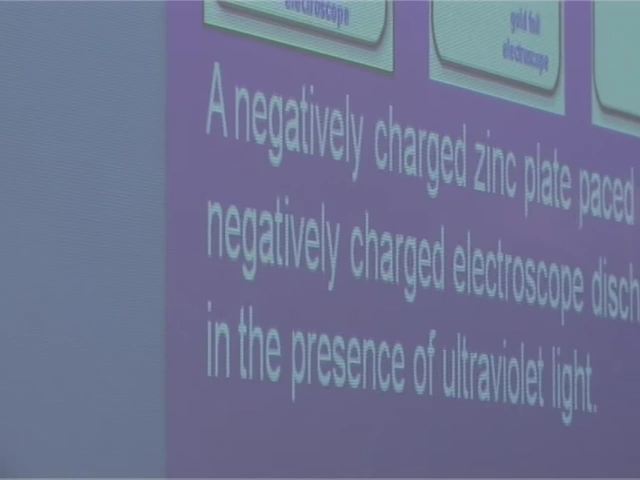 electroscope
gold foil
electroscope
A negatively charged zinc plate paced
negatively charged electroscope disch
in the presence of ultraviolet light.